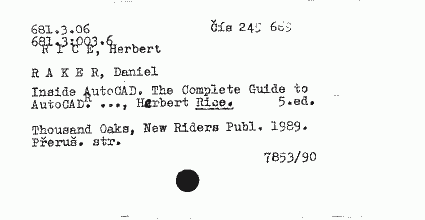 681.3.06 Čís 245 689
681.3:003.6
R I C E, Herbert
R A K E R, Daniel
Inside AutoCAD. The Complete Guide to
AutoCAD. ..., Herbert Rice. 5.ed.
Thousand Oaks, New Riders Publ. 1989.
Přeruš. str.
7853/90